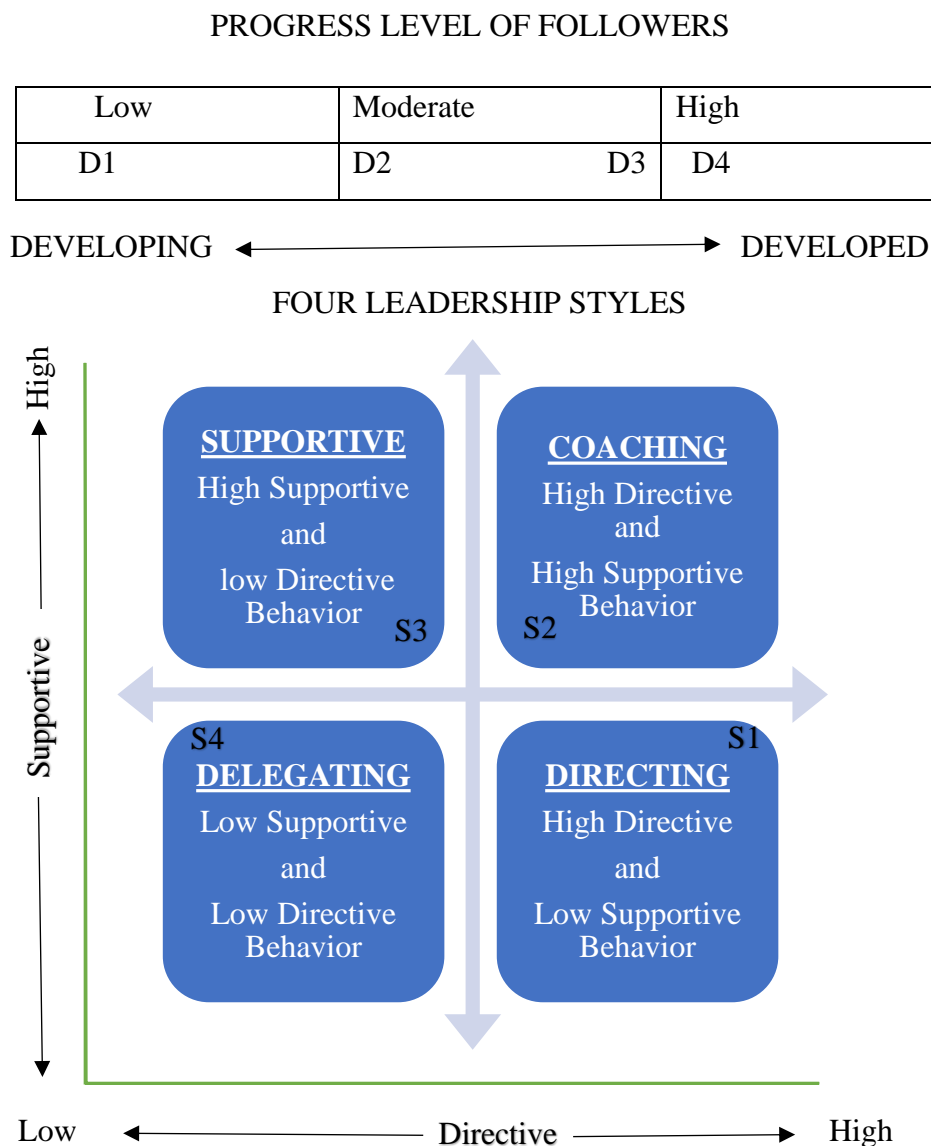 PROGRESS LEVEL OF FOLLOWERS
Low Moderate High
D1 D2 D3 D4
DEVELOPING DEVELOPED
FOUR LEADERSHIP STYLES
High
Supportive
SUPPORTIVE
High Supportive
and
low Directive
Behavior
S3
COACHING
High Directive
and
High Supportive
Behavior
S2
S4
DELEGATING
Low Supportive
and
Low Directive
Behavior
S1
DIRECTING
High Directive
and
Low Supportive
Behavior
Low Directive High